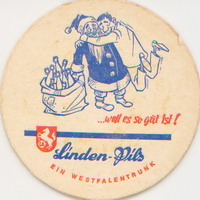 ...weil es so gut ist!
Linden-Pils
EIN WESTFALENTRUNK